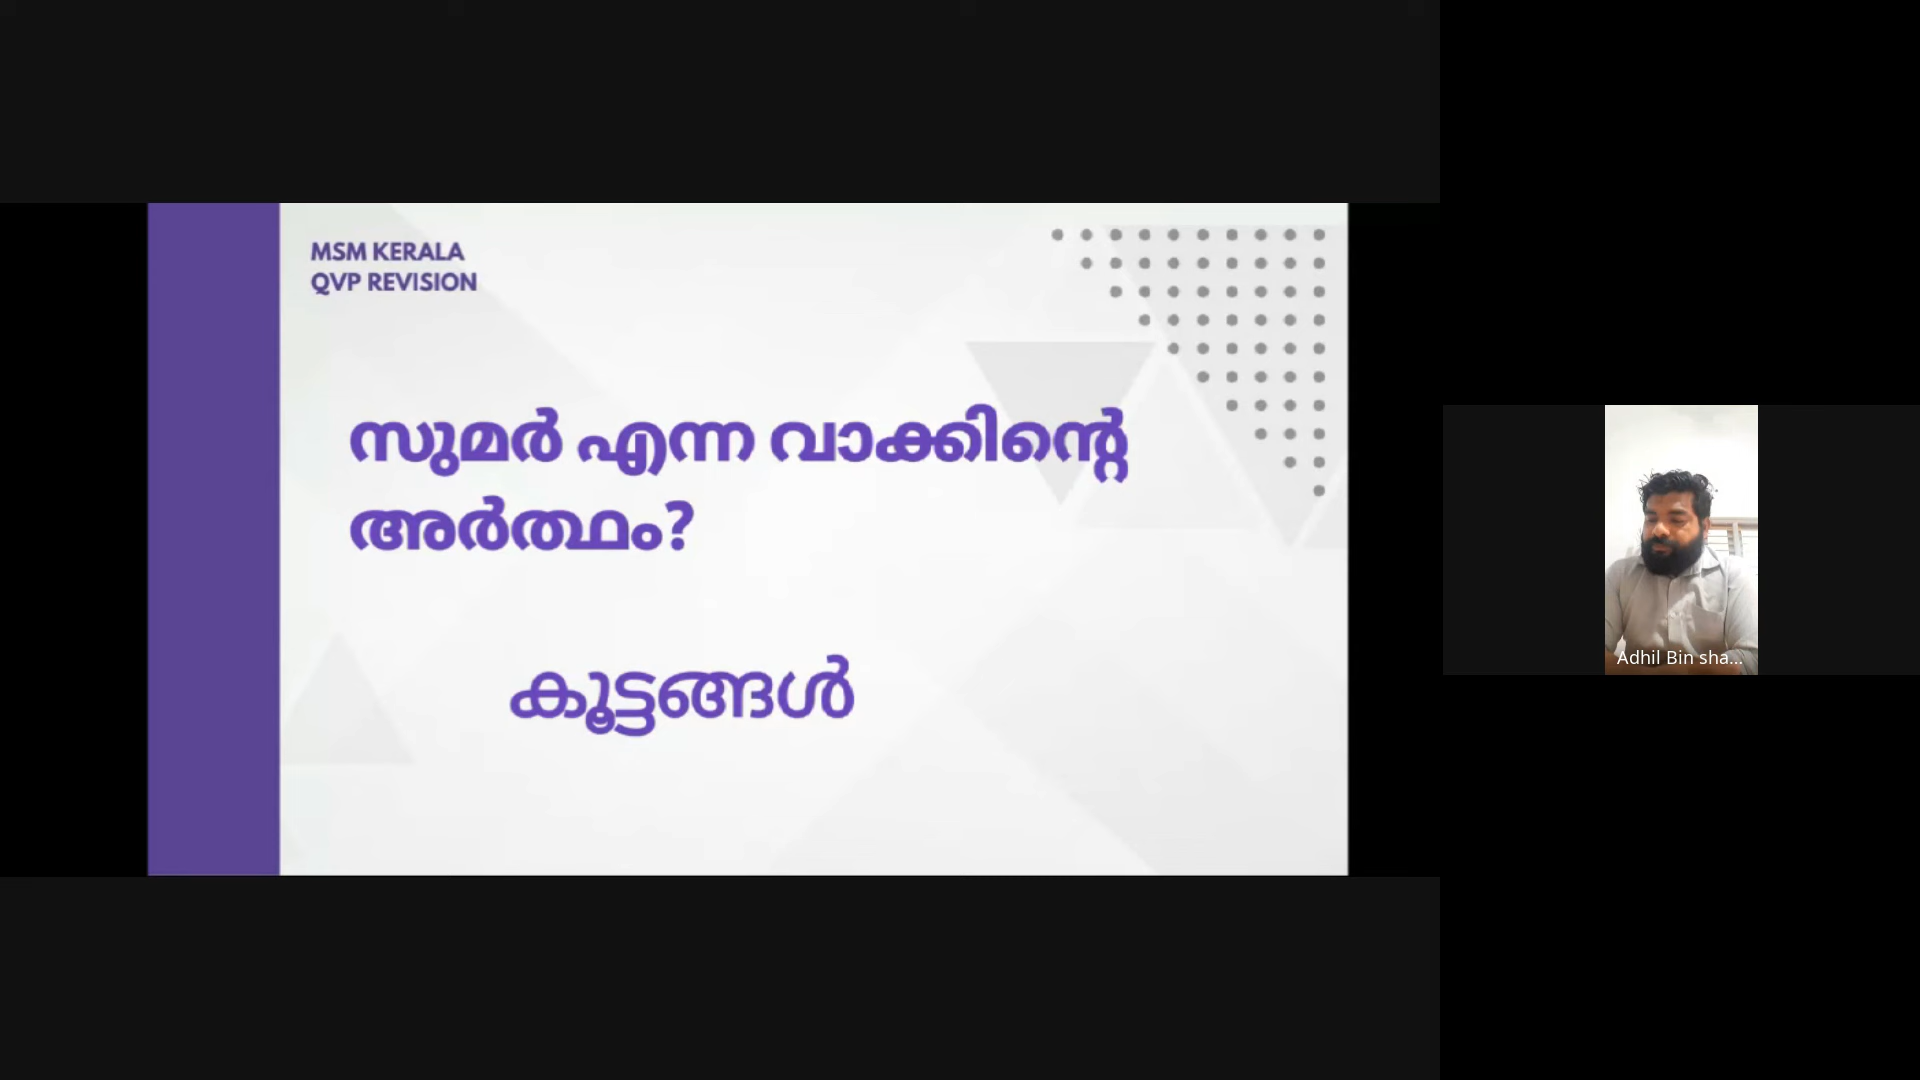 MSM KERALA
QVP REVISION
സുമർ എന്ന വാക്കിന്റെ
അർത്ഥം?
കൂട്ടങ്ങൾ
Adhil Bin sha...